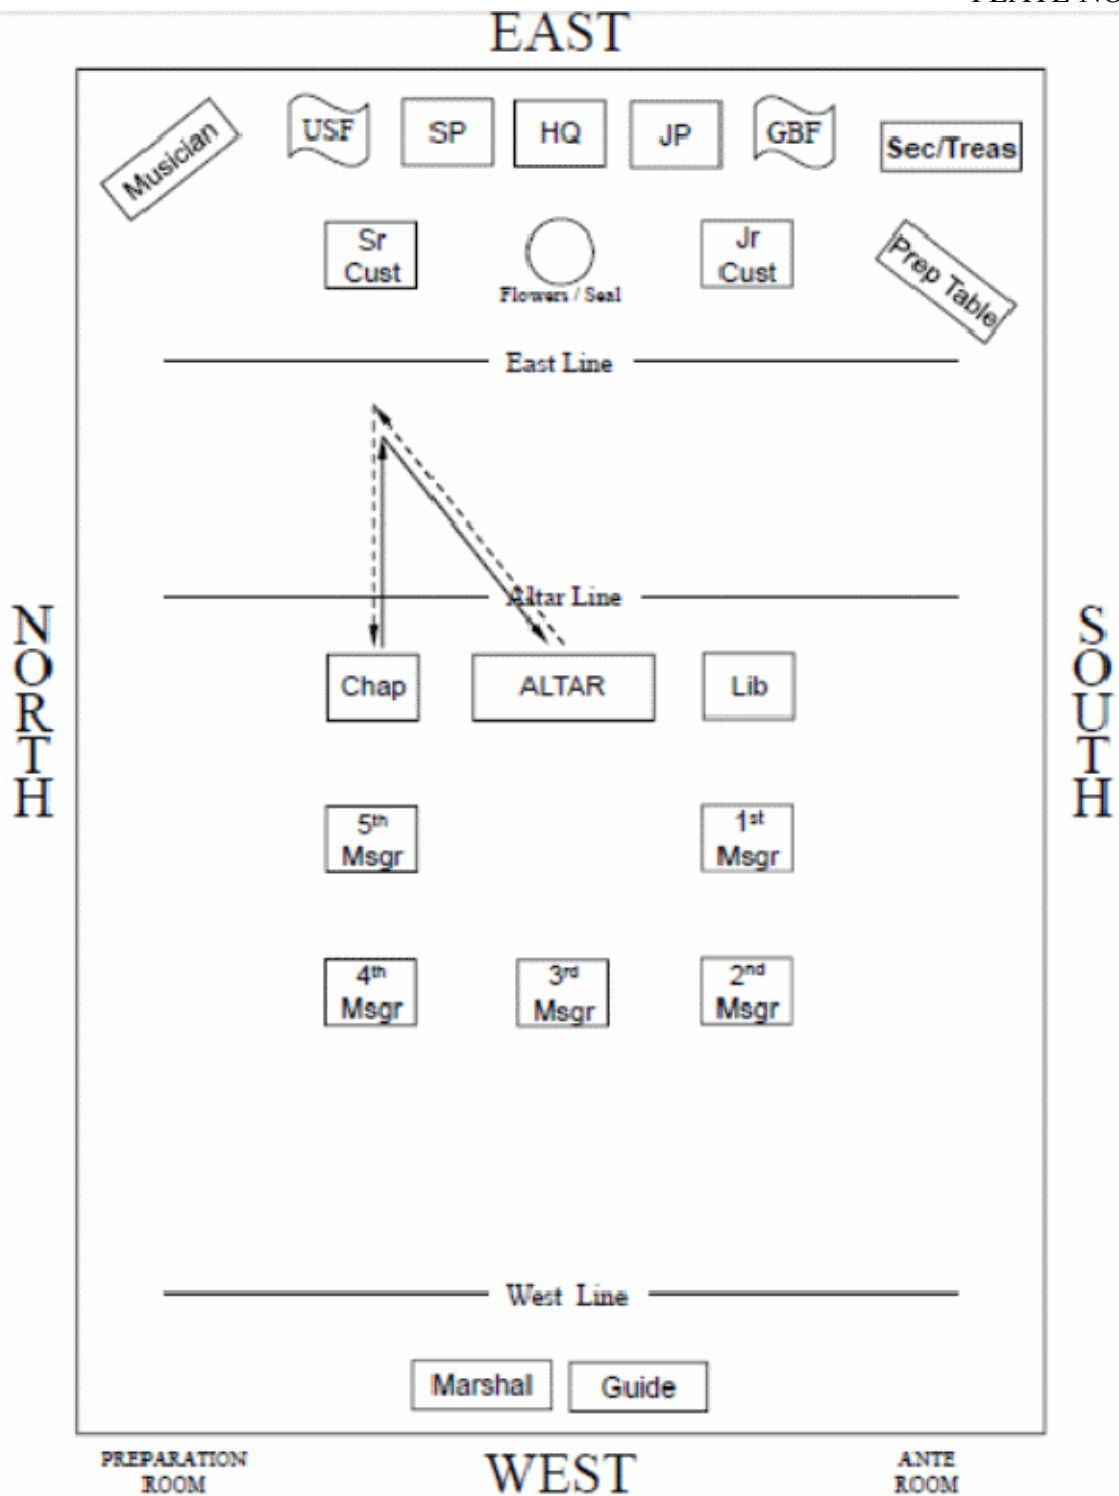 EAST
Musician
USF
SP
HQ
JP
GBF
Sec/Treas
Sr
Cust
Flowers / Seal
Jr
Cust
Prep Table
East Line
Altar Line
NORTH
SOUTH
Chap
ALTAR
Lib
5th
Msgr
1st
Msgr
4th
Msgr
3rd
Msgr
2nd
Msgr
West Line
Marshal
Guide
PREPARATION
ROOM
WEST
ANTE
ROOM